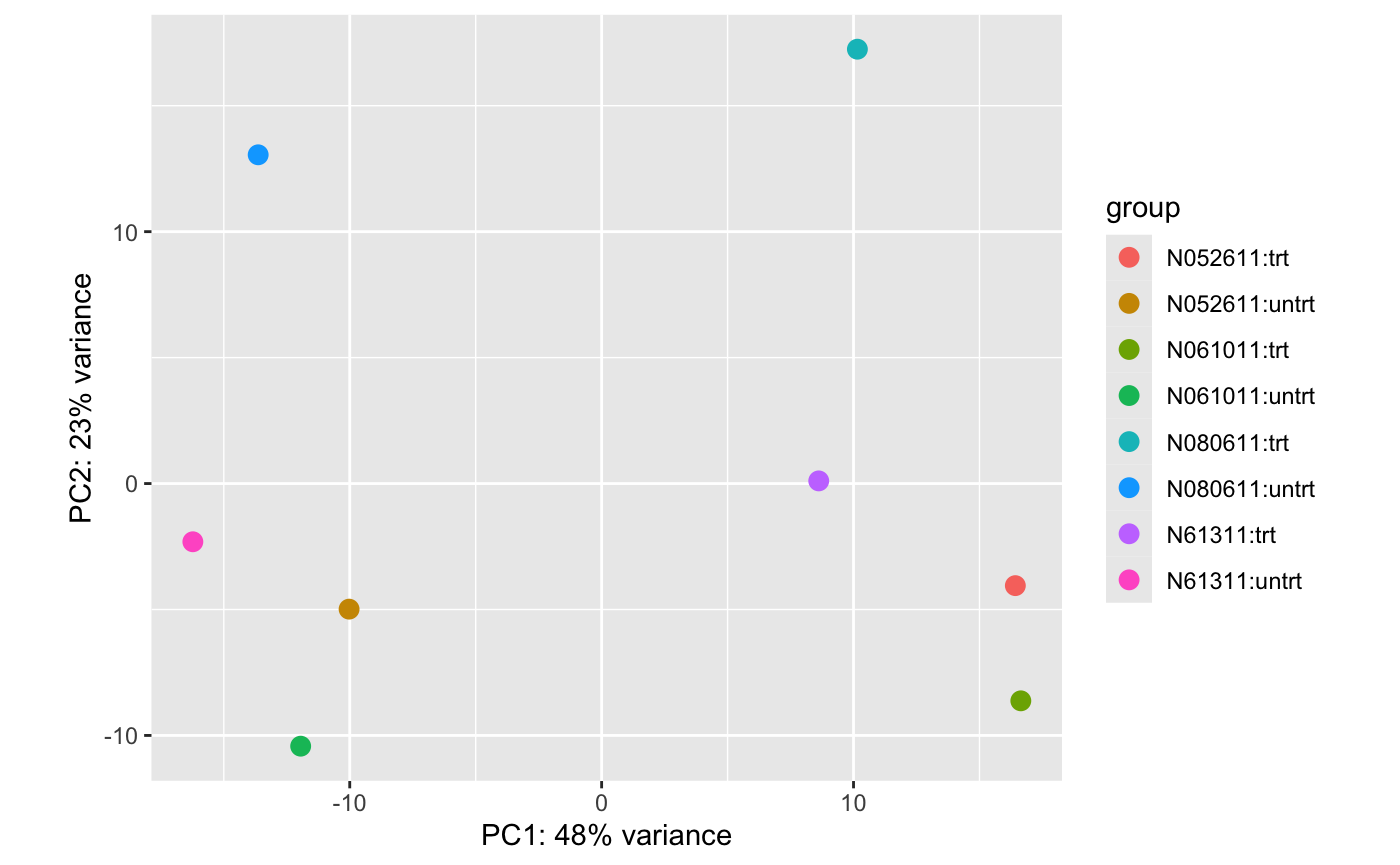 10
0
-10
-10
0
10
PC1: 48% variance
PC2: 23% variance
group
N052611:trt
N052611:untrt
N061011:trt
N061011:untrt
N080611:trt
N080611:untrt
N61311:trt
N61311:untrt